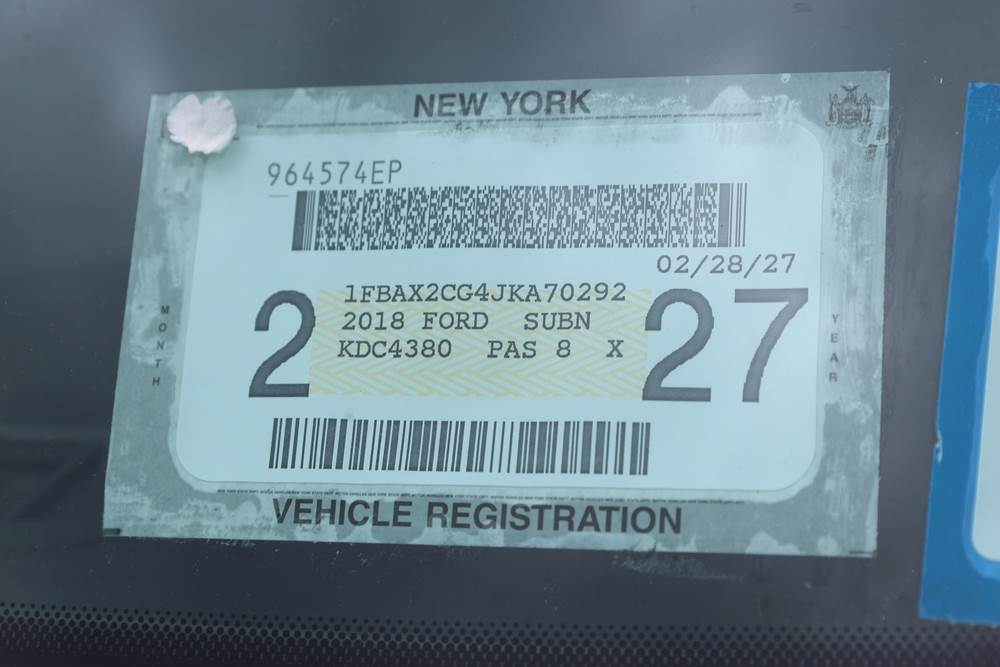 NEW YORK
964574EP
02/28/27
1FBAX2CG4JKA70292
2018 FORD SUBN
KDC4380 PAS 8 X
2
27
MONTH
YEAR
VEHICLE REGISTRATION